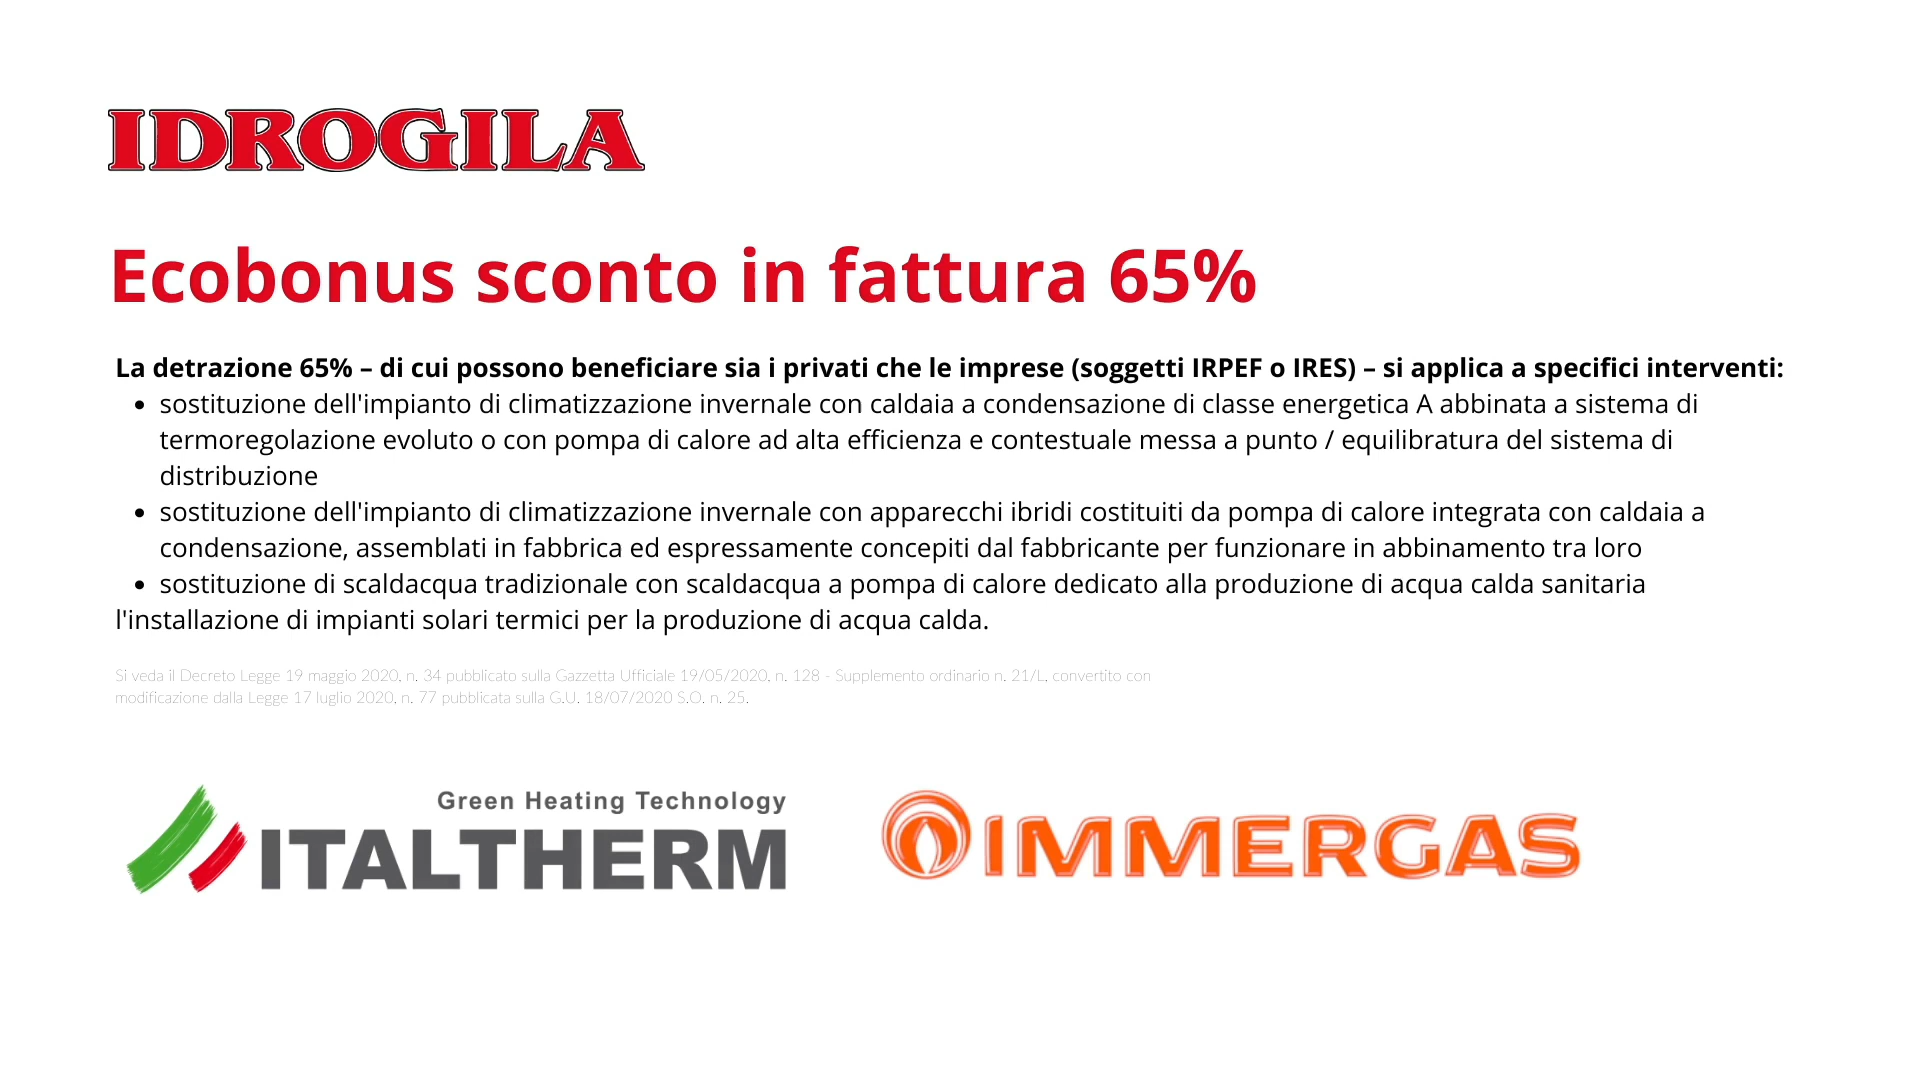 IDROGILA
Ecobonus sconto in fattura 65%
La detrazione 65% – di cui possono beneficiare sia i privati che le imprese (soggetti IRPEF o IRES) – si applica a specifici interventi:
• sostituzione dell'impianto di climatizzazione invernale con caldaia a condensazione di classe energetica A abbinata a sistema di
termoregolazione evoluto o con pompa di calore ad alta efficienza e contestuale messa a punto / equilibratura del sistema di
distribuzione
• sostituzione dell'impianto di climatizzazione invernale con apparecchi ibridi costituiti da pompa di calore integrata con caldaia a
condensazione, assemblati in fabbrica ed espressamente concepiti dal fabbricante per funzionare in abbinamento tra loro
• sostituzione di scaldacqua tradizionale con scaldacqua a pompa di calore dedicato alla produzione di acqua calda sanitaria
l'installazione di impianti solari termici per la produzione di acqua calda.
Si veda il Decreto Legge 19 maggio 2020, n. 34 pubblicato sulla Gazzetta Ufficiale 19/05/2020, n. 128 - Supplemento ordinario n. 21/L, convertito con
modificazione dalla Legge 17 luglio 2020, n. 77 pubblicata sulla G.U. 18/07/2020 S.O. n. 25.
Green Heating Technology
ITALTHERM
IMMERGAS